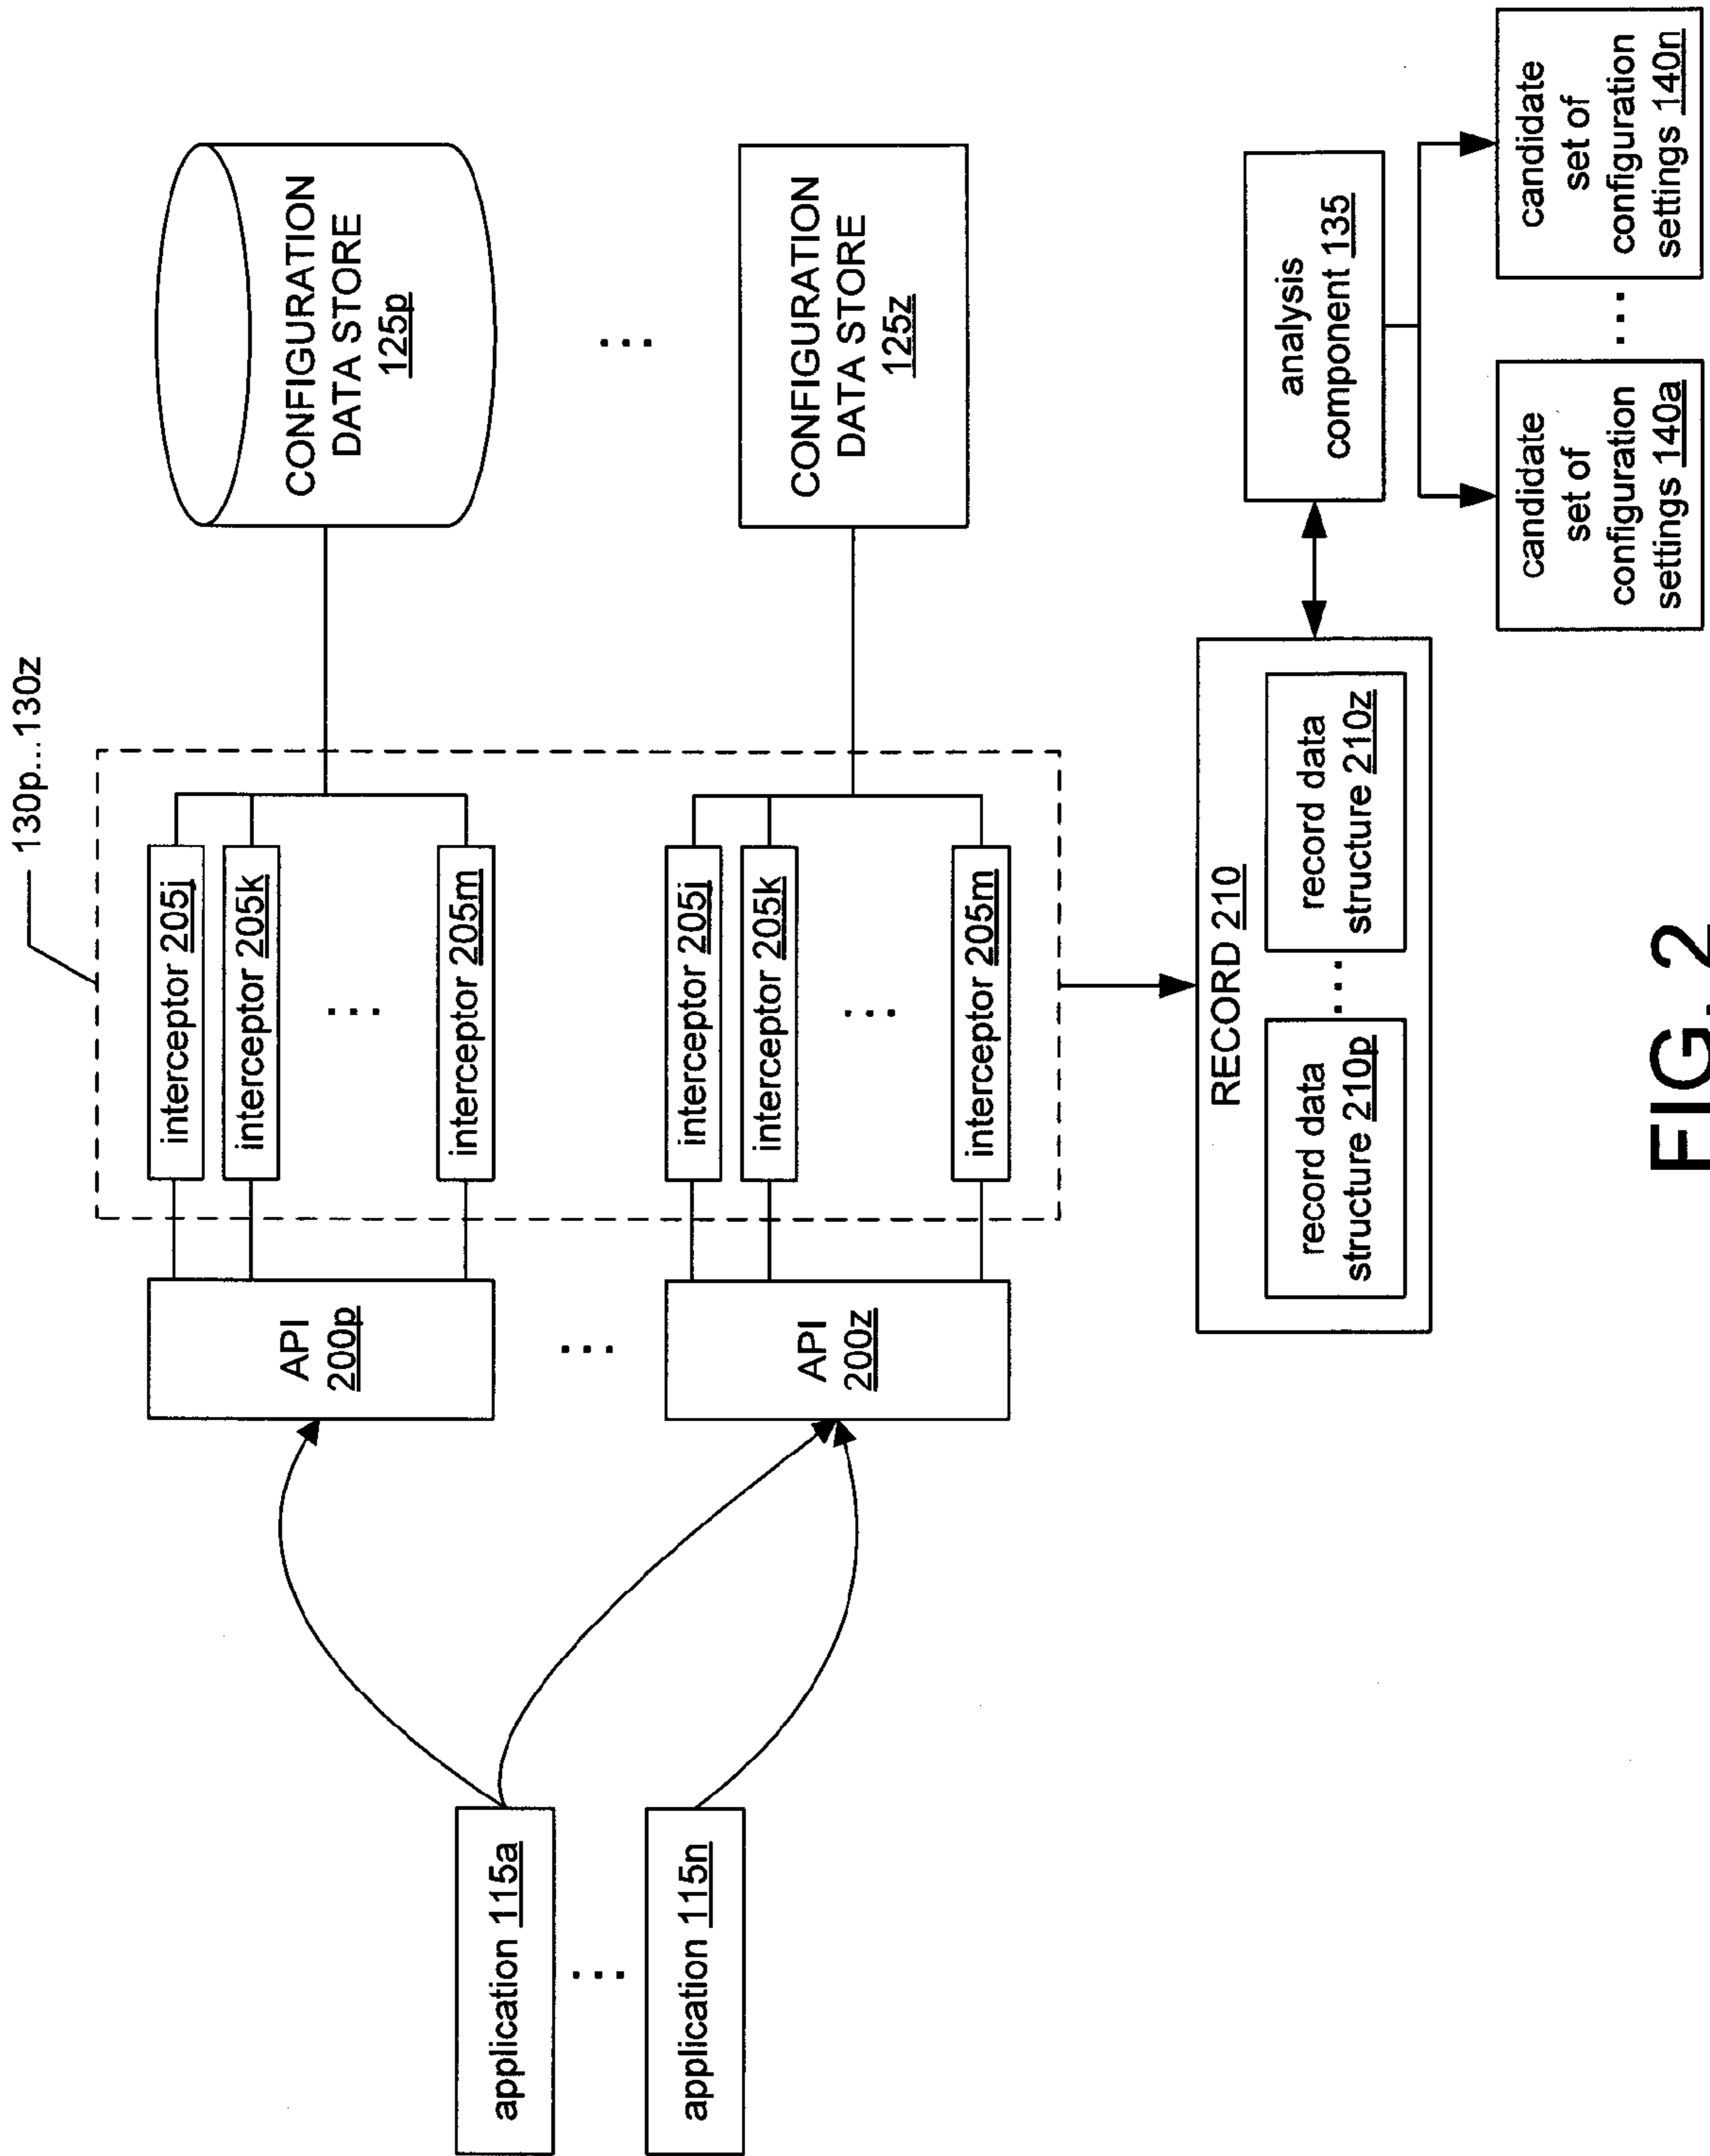 130p...130z
application 115a
...
application 115n
API
200p
...
API
200z
interceptor 205j
interceptor 205k
...
interceptor 205m
interceptor 205j
interceptor 205k
...
interceptor 205m
CONFIGURATION
DATA STORE
125p
...
CONFIGURATION
DATA STORE
125z
RECORD 210
record data
structure 210p
...
record data
structure 210z
analysis
component 135
candidate
set of
configuration
settings 140a
...
candidate
set of
configuration
settings 140n
FIG. 2